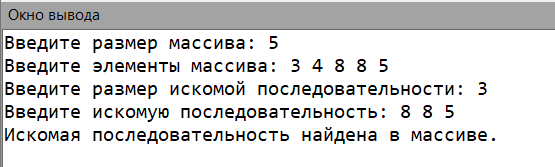 Окно вывода
Введите размер массива: 5
Введите элементы массива: 3 4 8 8 5
Введите размер искомой последовательности: 3
Введите искомую последовательность: 8 8 5
Искомая последовательность найдена в массиве.